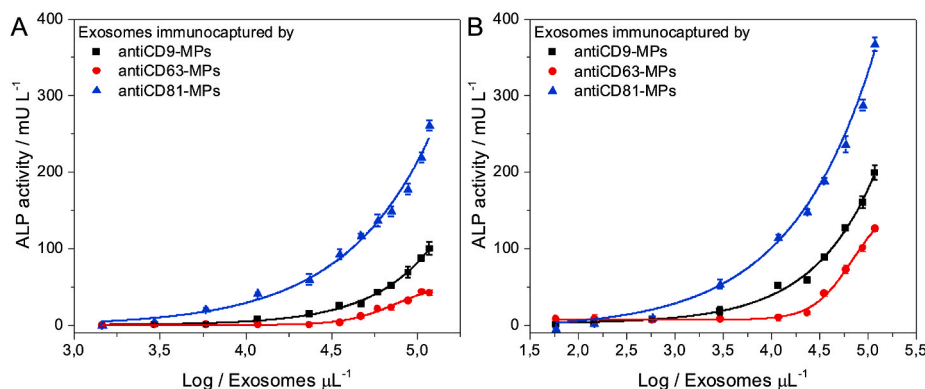 A
Exosomes immunocaptured by
antiCD9-MPs
antiCD63-MPs
antiCD81-MPs
ALP activity / mU L-1
400
300
200
100
0
3,0
3,5
4,0
4,5
5,0
Log / Exosomes μL-1
B
Exosomes immunocaptured by
antiCD9-MPs
antiCD63-MPs
antiCD81-MPs
ALP activity / mU L-1
400
300
200
100
0
1,5 2,0 2,5 3,0 3,5 4,0 4,5 5,0 5,5
Log / Exosomes μL-1